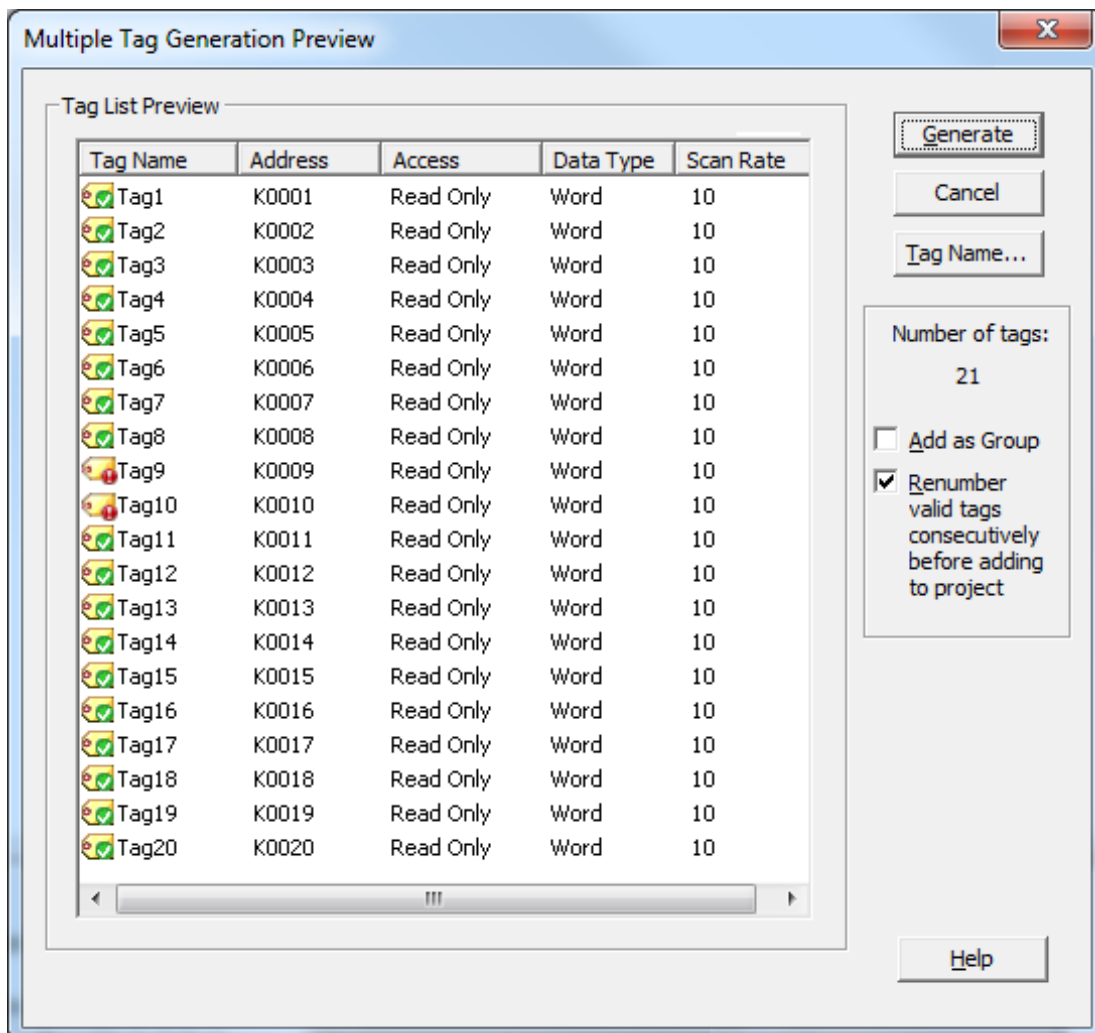 Multiple Tag Generation Preview
Tag List Preview
Tag Name Address Access Data Type Scan Rate
Tag1 K0001 Read Only Word 10
Tag2 K0002 Read Only Word 10
Tag3 K0003 Read Only Word 10
Tag4 K0004 Read Only Word 10
Tag5 K0005 Read Only Word 10
Tag6 K0006 Read Only Word 10
Tag7 K0007 Read Only Word 10
Tag8 K0008 Read Only Word 10
Tag9 K0009 Read Only Word 10
Tag10 K0010 Read Only Word 10
Tag11 K0011 Read Only Word 10
Tag12 K0012 Read Only Word 10
Tag13 K0013 Read Only Word 10
Tag14 K0014 Read Only Word 10
Tag15 K0015 Read Only Word 10
Tag16 K0016 Read Only Word 10
Tag17 K0017 Read Only Word 10
Tag18 K0018 Read Only Word 10
Tag19 K0019 Read Only Word 10
Tag20 K0020 Read Only Word 10
Generate
Cancel
Tag Name...
Number of tags:
21
Add as Group
Renumber
valid tags
consecutively
before adding
to project
Help